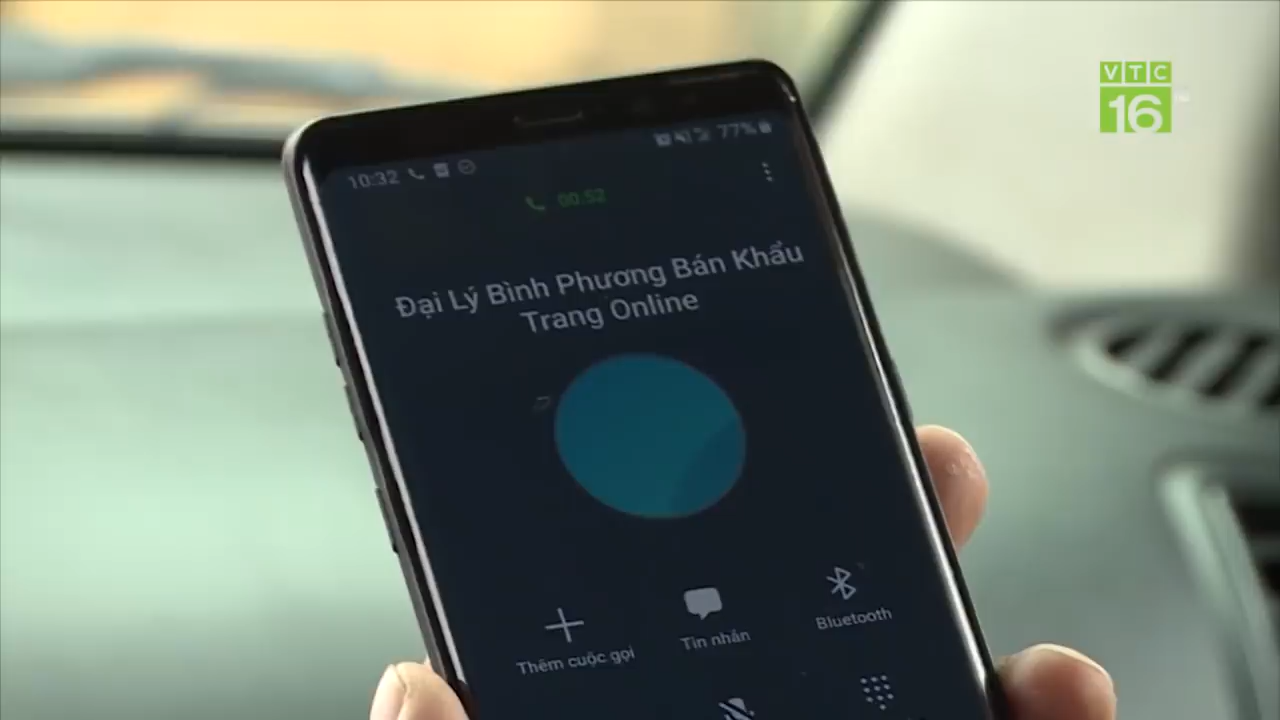 VTC
16
10:32
77%
00:52
Đại Lý Bình Phương Bán Khẩu
Trang Online
Thêm cuộc gọi
Tin nhắn
Bluetooth